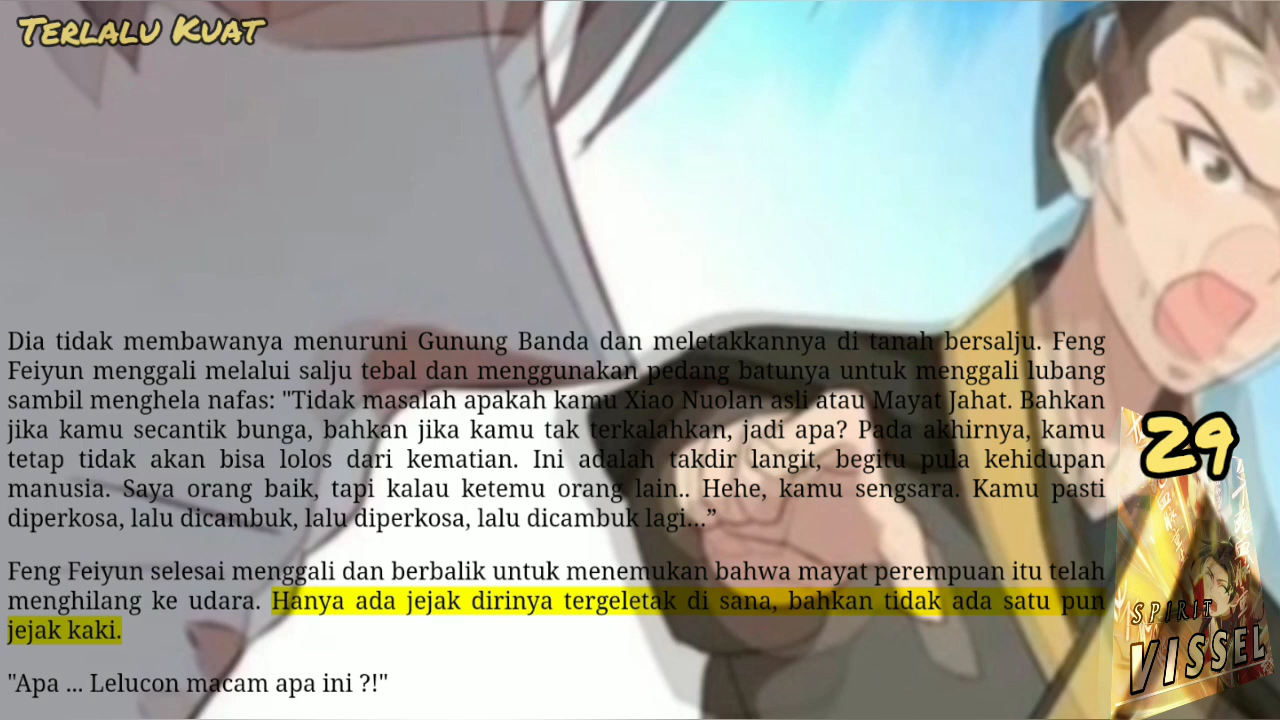 TERLALU KUAT
Dia tidak membawanya menuruni Gunung Banda dan meletakkannya di tanah bersalju. Feng
Feiyun menggali melalui salju tebal dan menggunakan pedang batunya untuk menggali lubang
sambil menghela nafas: "Tidak masalah apakah kamu Xiao Nuolan asli atau Mayat Jahat. Bahkan
jika kamu secantik bunga, bahkan jika kamu tak terkalahkan, jadi apa? Pada akhirnya, kamu
tetap tidak akan bisa lolos dari kematian. Ini adalah takdir langit, begitu pula kehidupan
manusia. Saya orang baik, tapi kalau ketemu orang lain.. Hehe, kamu sengsara. Kamu pasti
diperkosa, lalu dicambuk, lalu diperkosa, lalu dicambuk lagi…”
29
Feng Feiyun selesai menggali dan berbalik untuk menemukan bahwa mayat perempuan itu telah
menghilang ke udara. Hanya ada jejak dirinya tergeletak di sana, bahkan tidak ada satu pun
jejak kaki.
SPIRIT
VISSEL
"Apa ... Lelucon macam apa ini ?!"